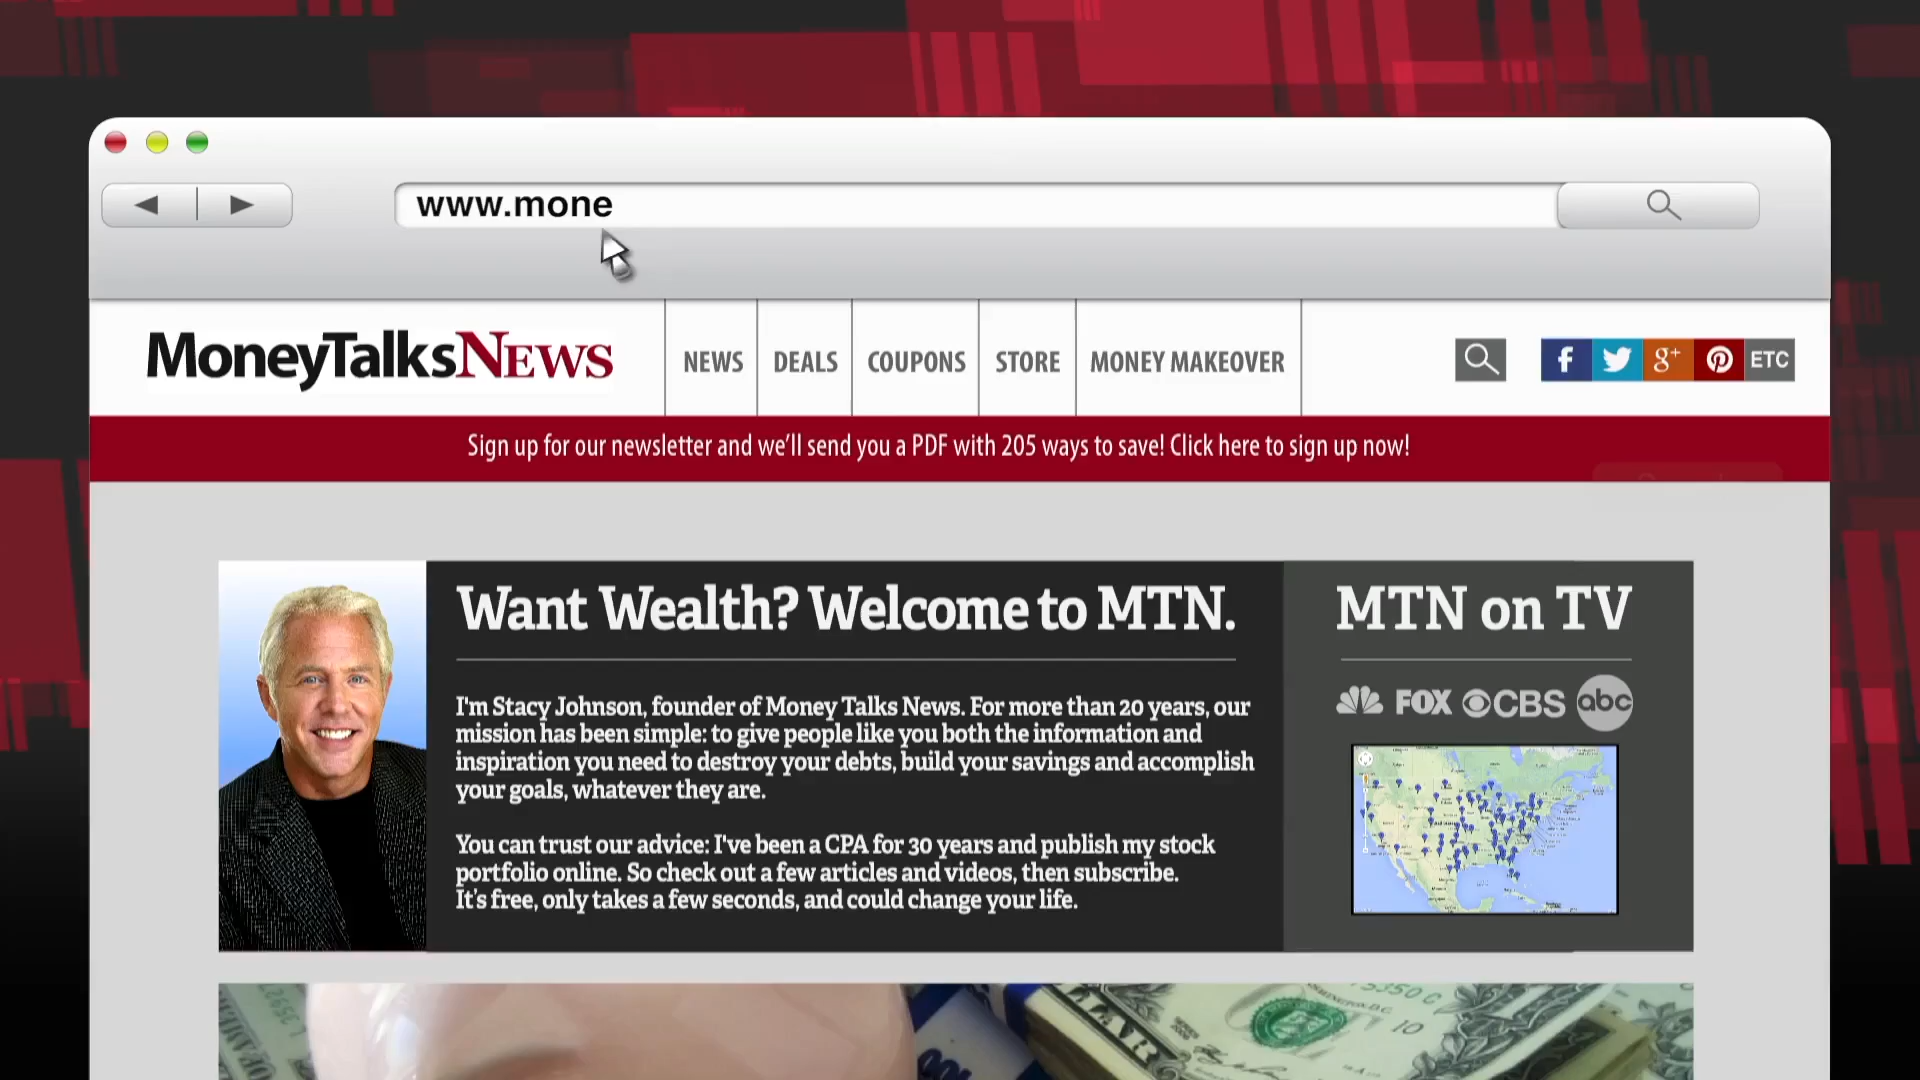 www.mone
MoneyTalksNews
NEWS
DEALS
COUPONS
STORE
MONEY MAKEOVER
f
g+
ETC
Sign up for our newsletter and we'll send you a PDF with 205 ways to save! Click here to sign up now!
Want Wealth? Welcome to MTN.
I'm Stacy Johnson, founder of Money Talks News. For more than 20 years, our
mission has been simple: to give people like you both the information and
inspiration you need to destroy your debts, build your savings and accomplish
your goals, whatever they are.
You can trust our advice: I've been a CPA for 30 years and publish my stock
portfolio online. So check out a few articles and videos, then subscribe.
It's free, only takes a few seconds, and could change your life.
MTN on TV
FOX
CBS
abc
10
100